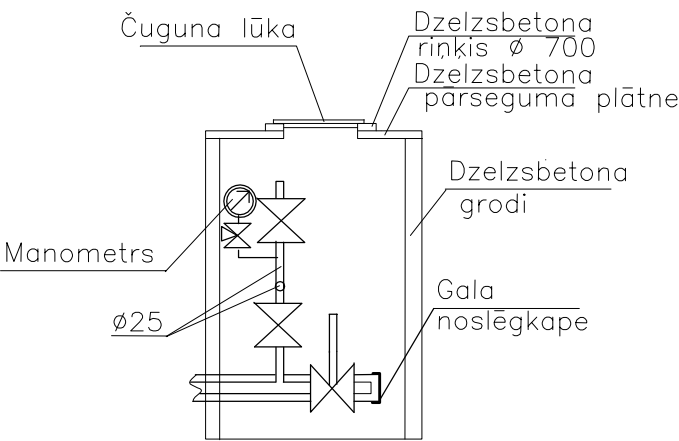 Čuguna lūka
Dzelzsbetona
riņķis Ø 700
Dzelzsbetona
pārseguma plātne
Dzelzsbetona
grodi
Manometrs
Gala
noslēgkape
Ø25